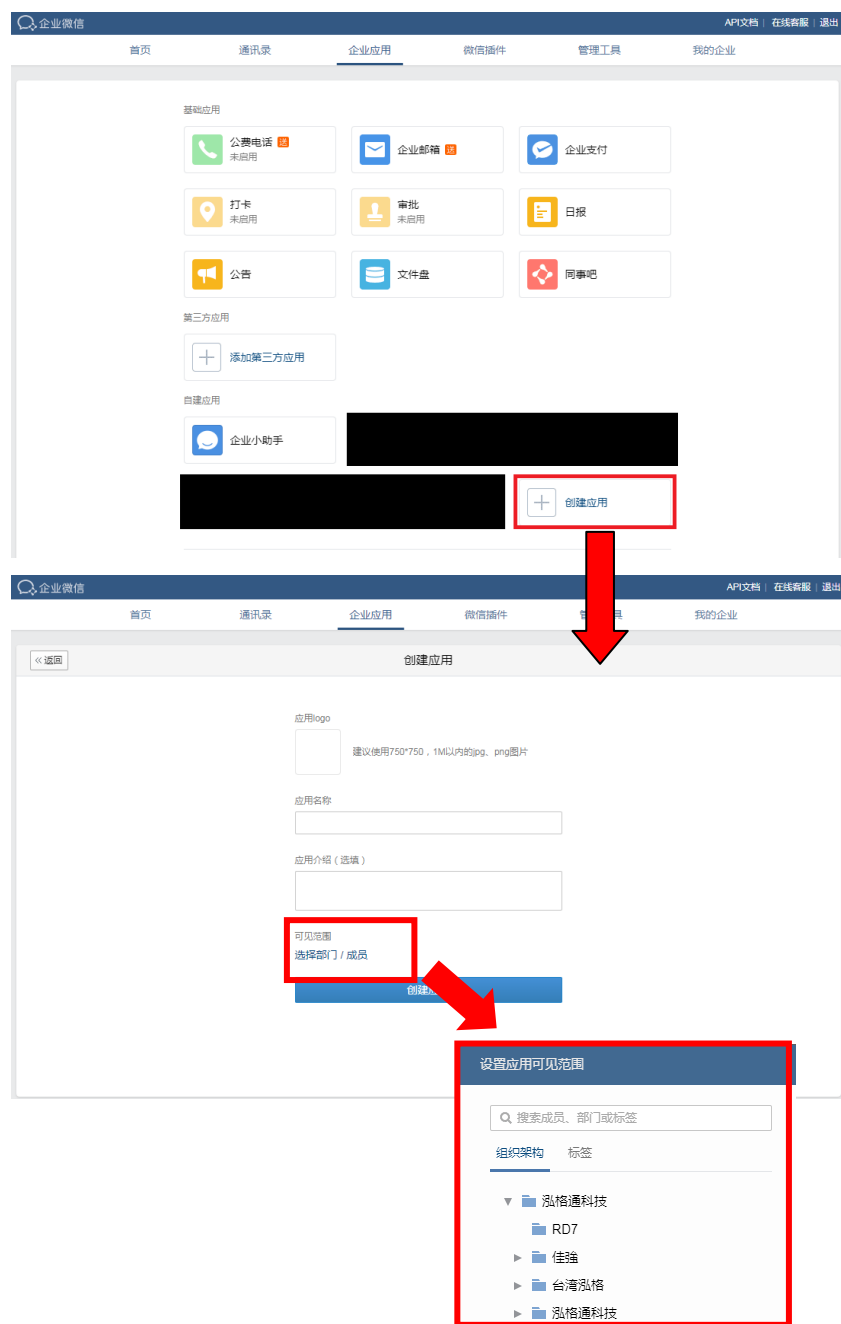 企业微信
API文档 | 在线客服 | 退出
首页 通讯录 企业应用 微信插件 管理工具 我的企业
基础应用
公费电话 送
未启用
企业邮箱 送
企业支付
打卡
未启用
审批
未启用
日报
公告
文件盘
同事吧
第三方应用
添加第三方应用
自建应用
企业小助手
创建应用
企业微信
API文档 | 在线客服 | 退出
首页 通讯录 企业应用 微信插件 具 我的企业
《返回
创建应用
应用logo
建议使用750*750，1M以内的jpg、png图片
应用名称
应用介绍（选填）
可见范围
选择部门 / 成员
创建
设置应用可见范围
搜索成员、部门或标签
组织架构 标签
泓格通科技
RD7
佳強
台湾泓格
泓格通科技